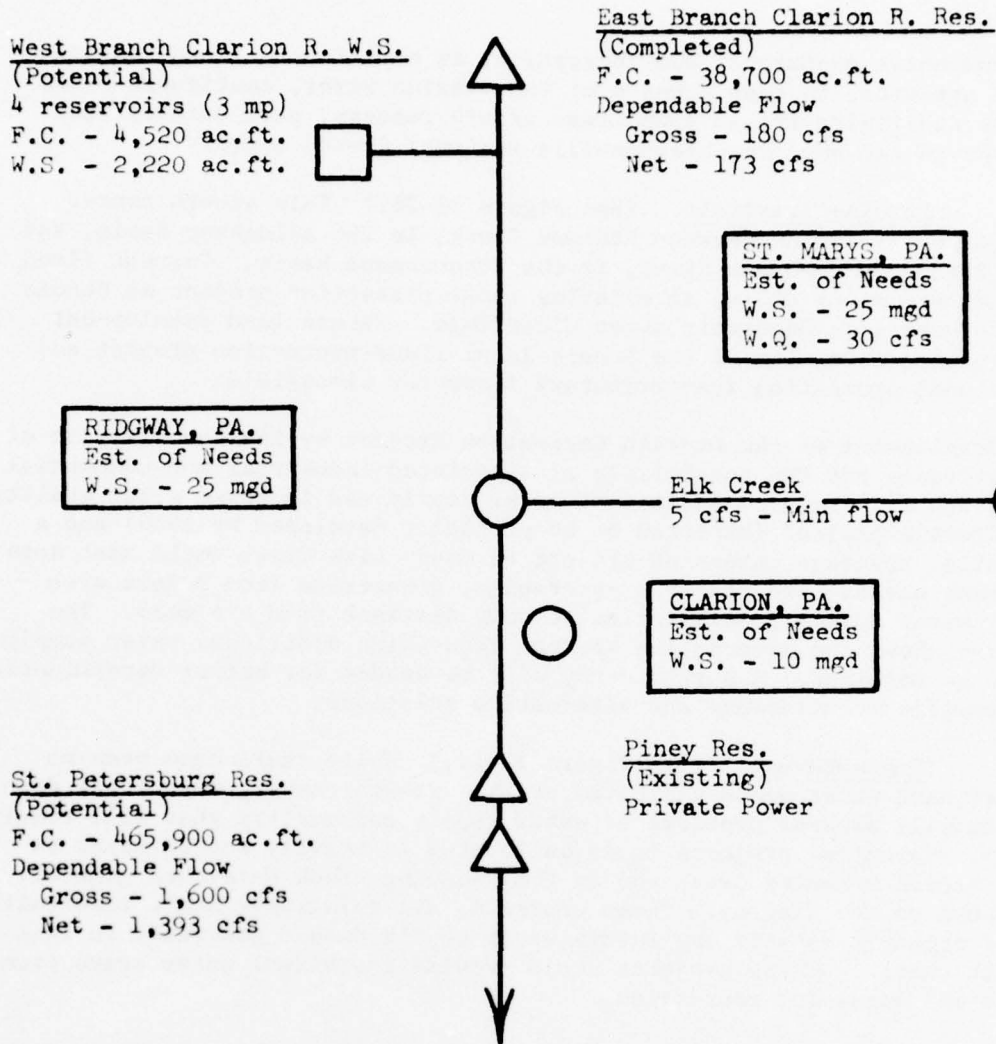 West Branch Clarion R. W.S.
(Potential)
4 reservoirs (3 mp)
F.C. - 4,520 ac.ft.
W.S. - 2,220 ac.ft.
East Branch Clarion R. Res.
(Completed)
F.C. - 38,700 ac.ft.
Dependable Flow
Gross - 180 cfs
Net - 173 cfs
ST. MARYS, PA.
Est. of Needs
W.S. - 25 mgd
W.Q. - 30 cfs
RIDGWAY, PA.
Est. of Needs
W.S. - 25 mgd
Elk Creek
5 cfs - Min flow
CLARION, PA.
Est. of Needs
W.S. - 10 mgd
St. Petersburg Res.
(Potential)
F.C. - 465,900 ac.ft.
Dependable Flow
Gross - 1,600 cfs
Net - 1,393 cfs
Piney Res.
(Existing)
Private Power